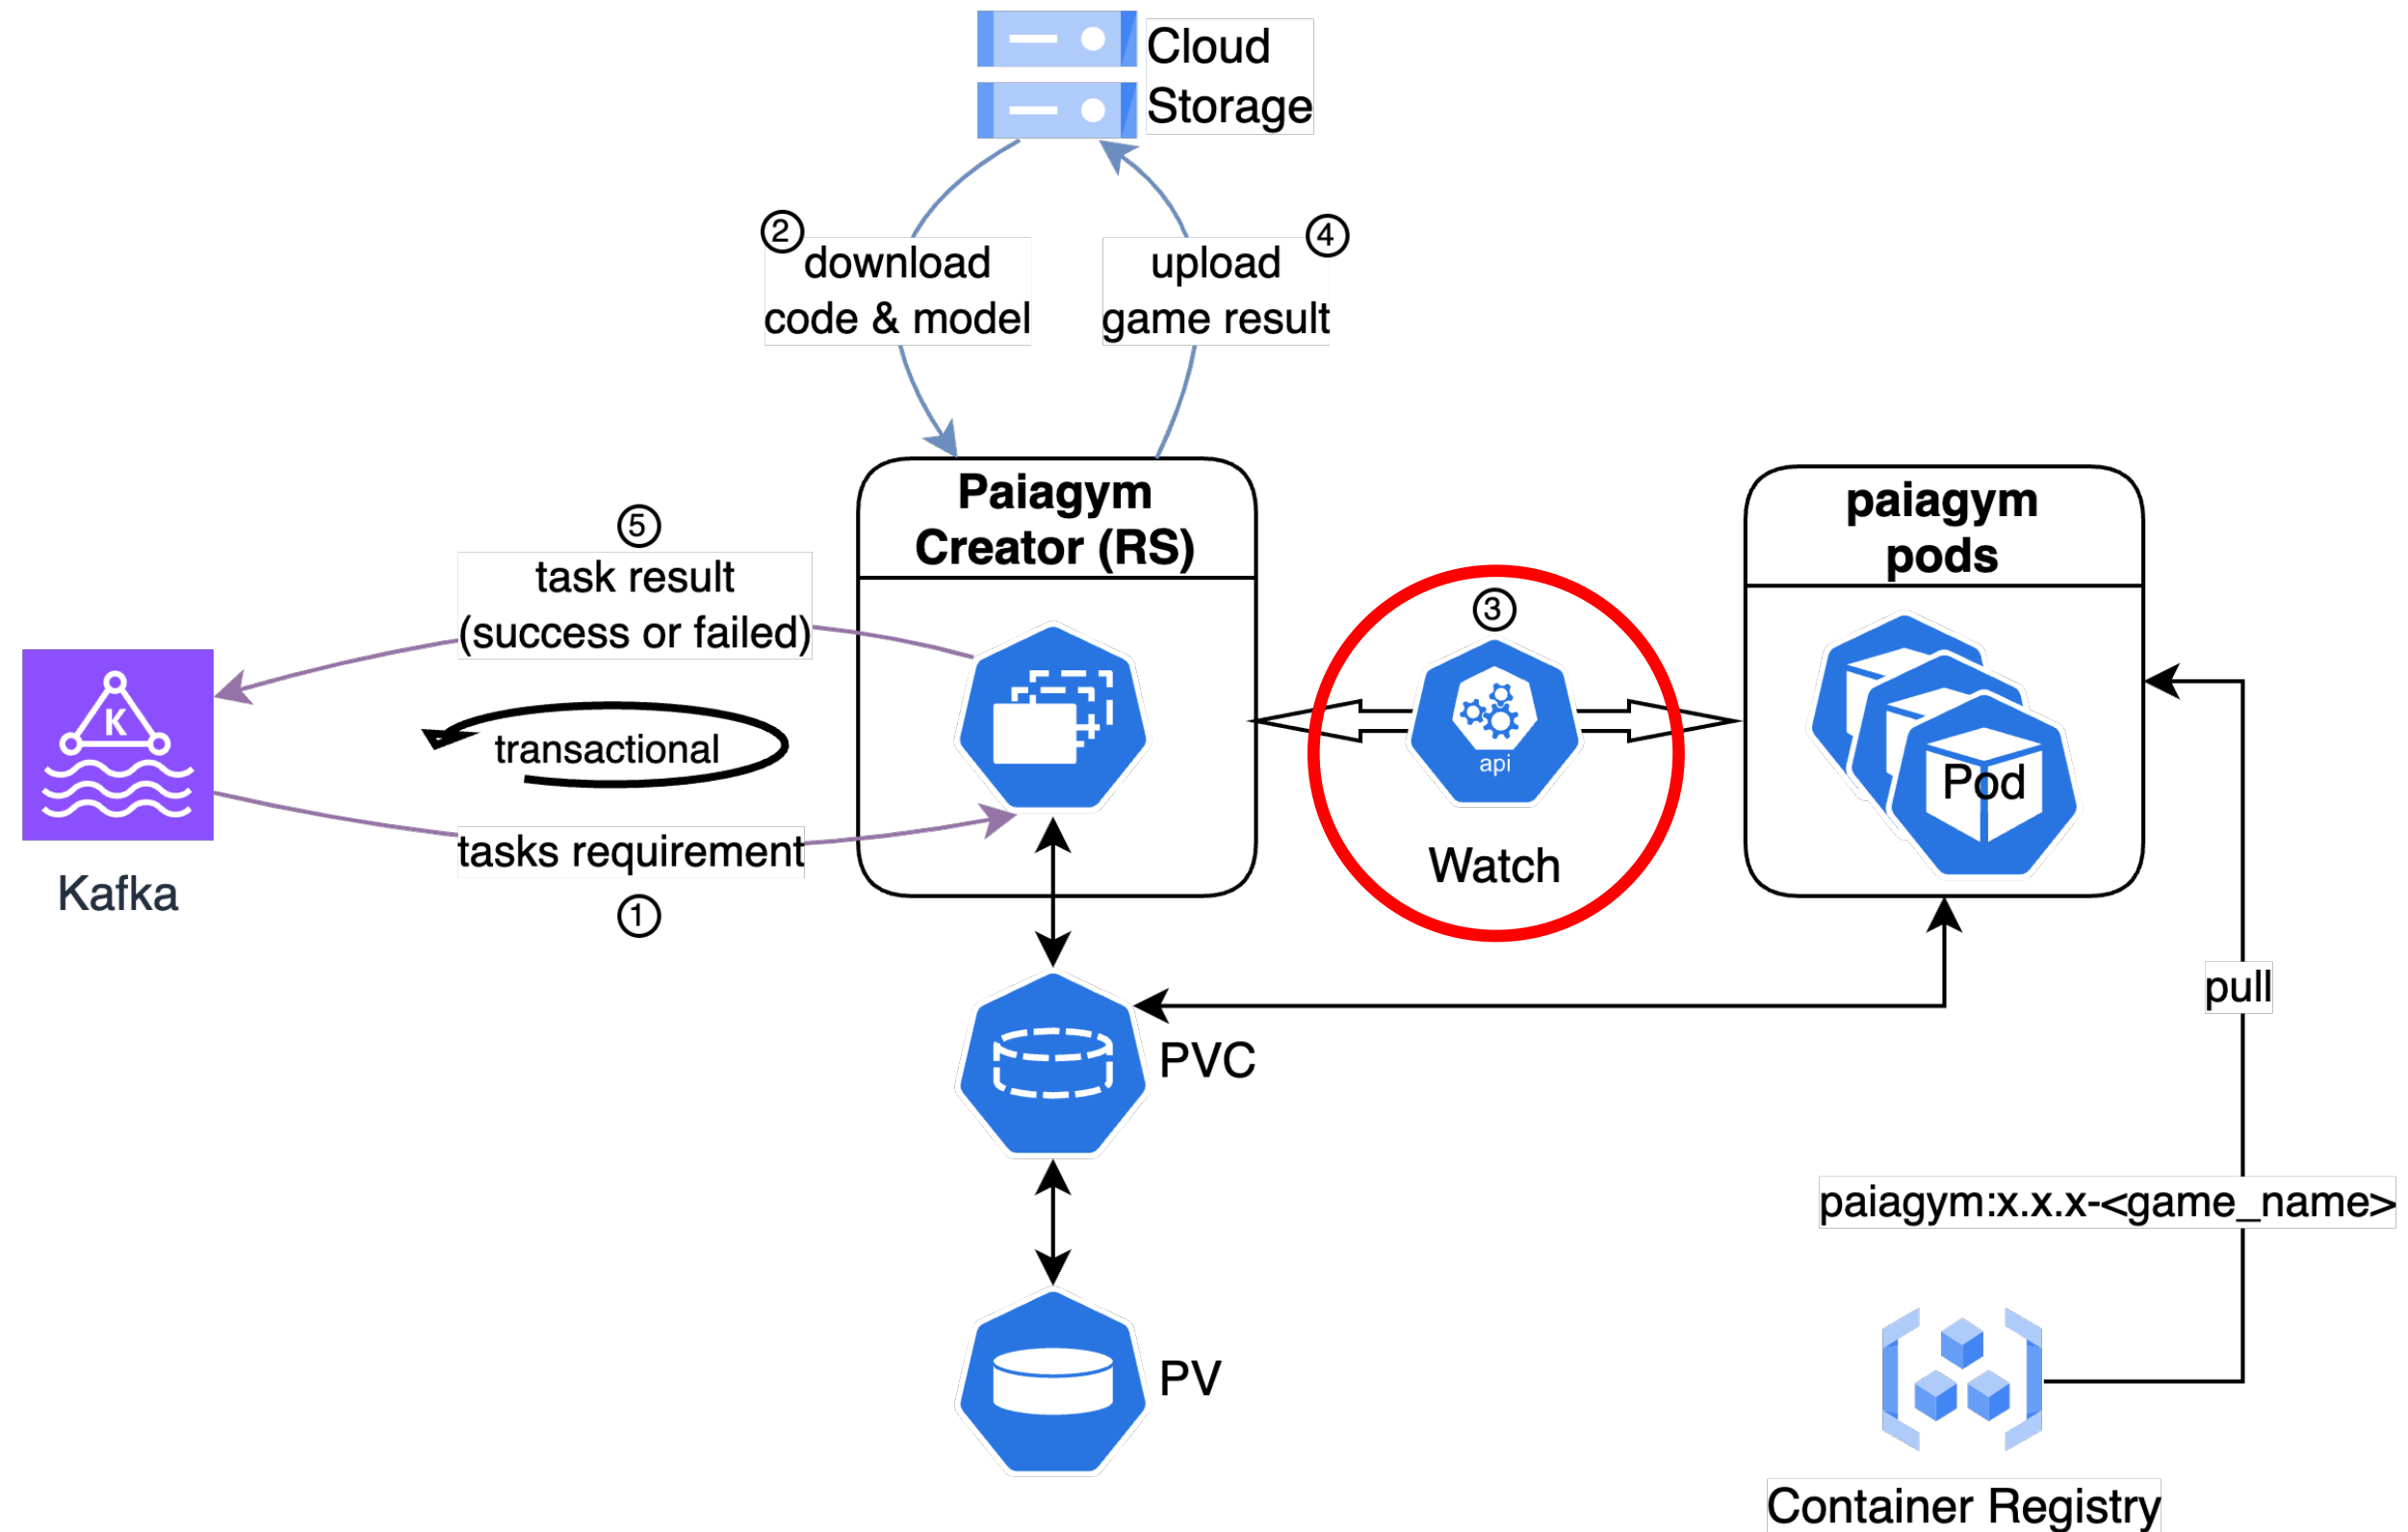 Cloud
Storage
②
download
code & model
④
upload
game result
Paiagym
Creator (RS)
paiagym
pods
⑤
task result
(success or failed)
③
api
Watch
K
transactional
Pod
tasks requirement
①
Kafka
pull
PVC
paiagym:x.x.x-<game_name>
PV
Container Registry